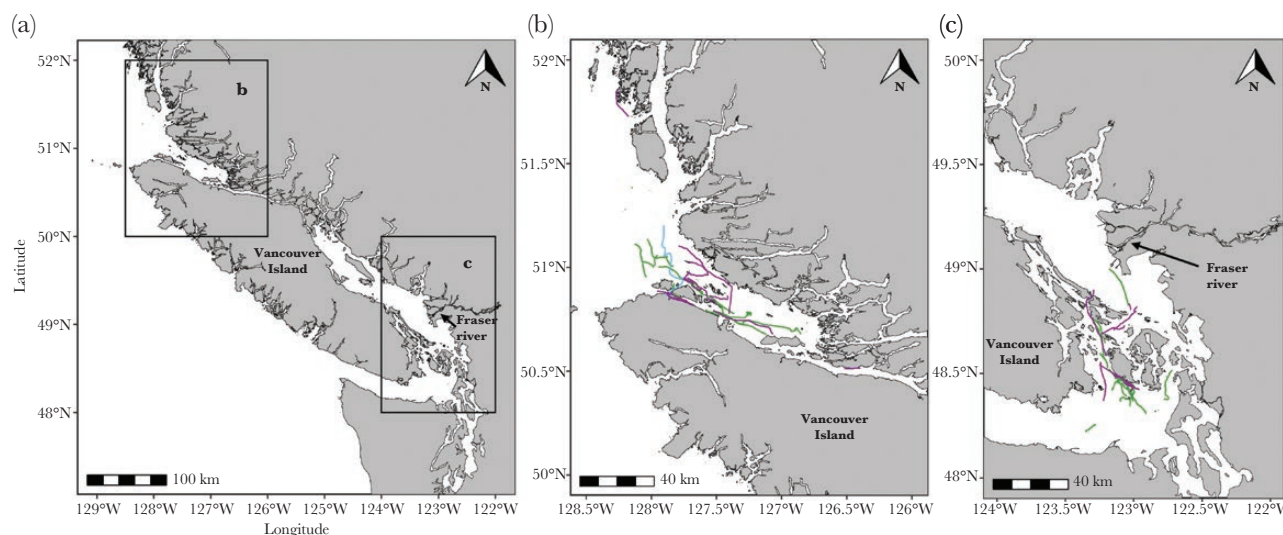 (a)
52°N
51°N
50°N
49°N
48°N
Latitude
N
b
c
Vancouver
Island
Fraser
river
100 km
129°W 128°W 127°W 126°W 125°W 124°W 123°W 122°W
Longitude
(b)
52°N
51.5°N
51°N
50.5°N
50°N
N
Vancouver
Island
40 km
128.5°W 128°W 127.5°W 127°W 126.5°W 126°W
(c)
50°N
49.5°N
49°N
48.5°N
48°N
N
Fraser
river
Vancouver
Island
40 km
124°W 123.5°W 123°W 122.5°W 122°W